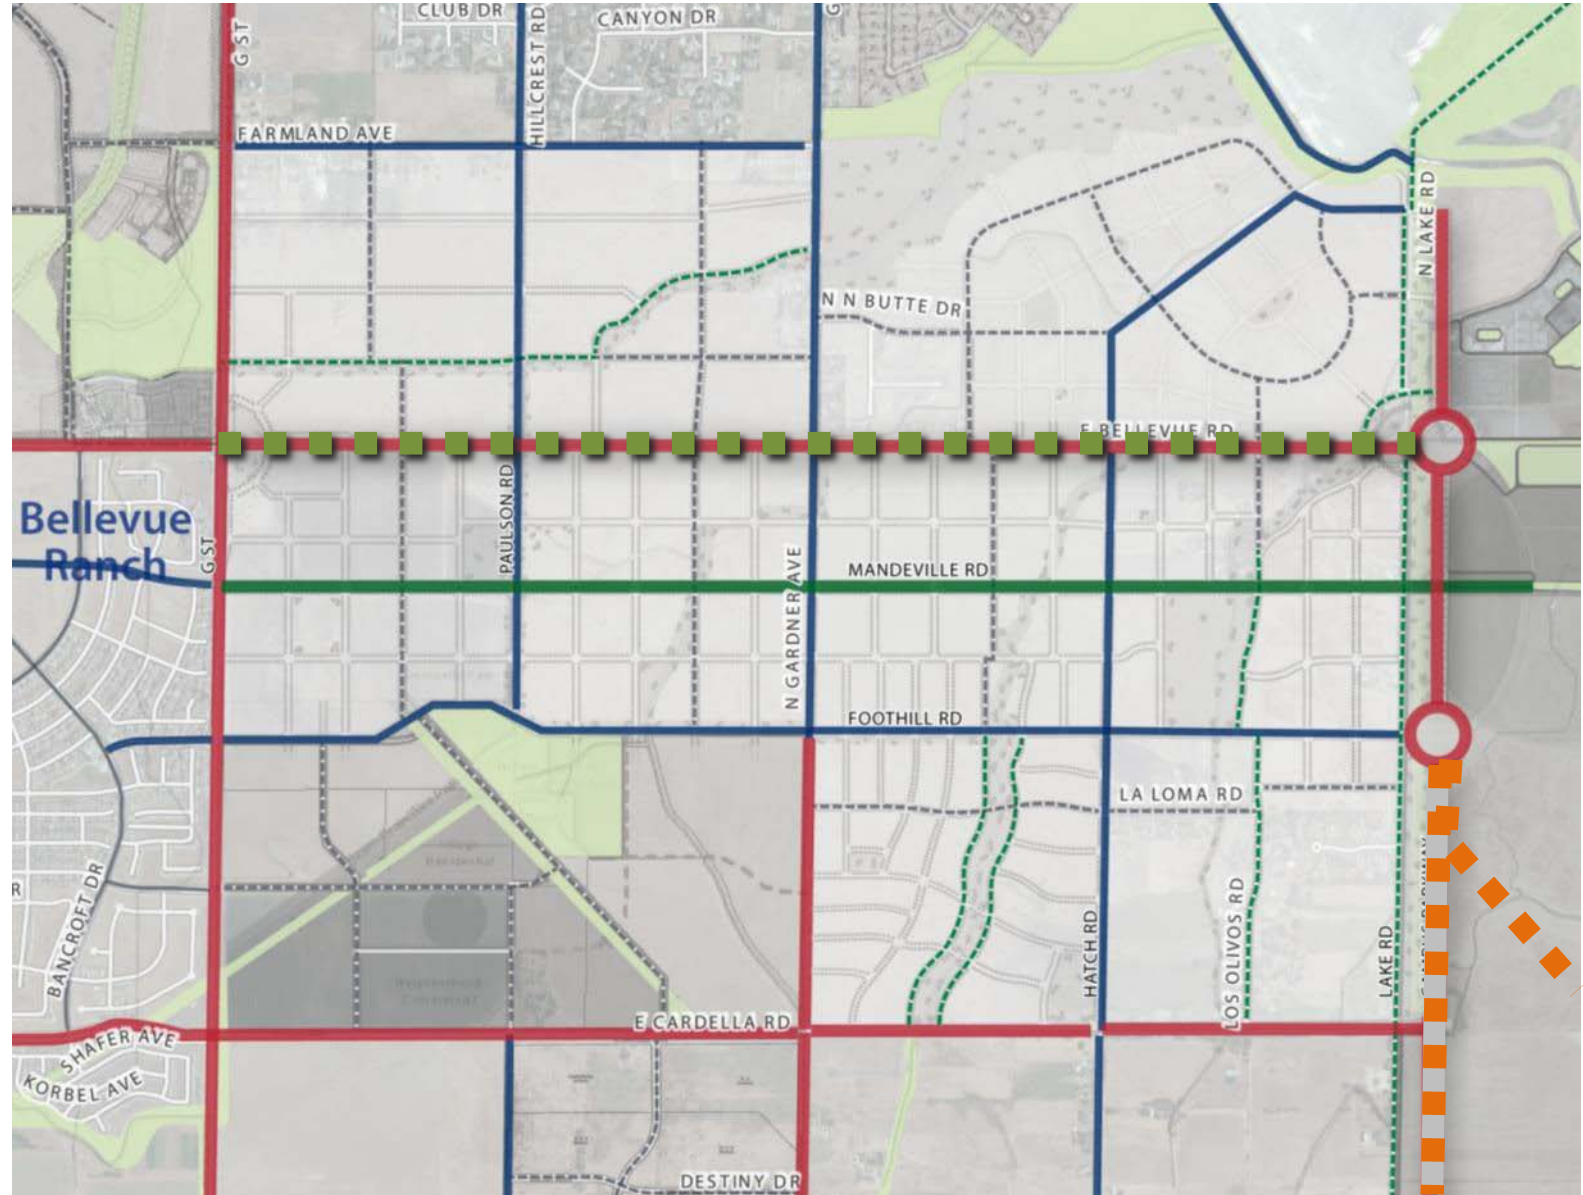 CLUB DR
CANYON DR
G ST
HILLCREST RD
G
FARMLAND AVE
N LAKE RD
N N BUTTE DR
E BELLEVUE RD
Bellevue
Ranch
G ST
PAULSON RD
N GARDNER AVE
MANDEVILLE RD
FOOTHILL RD
LA LOMA RD
BANCROFT DR
R
HATCH RD
LOS OLIVOS RD
LAKE RD
CAMPUS PARKWAY
E CARDELLA RD
SHAFER AVE
KORBEL AVE
DESTINY DR